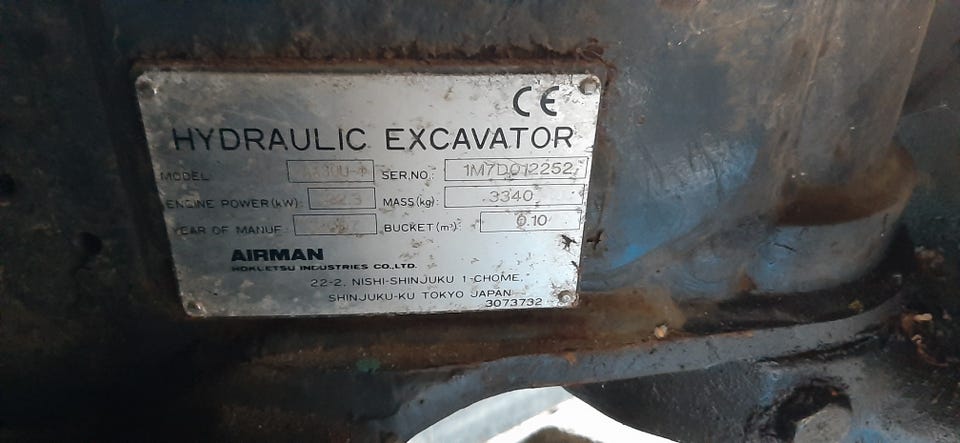 CE
HYDRAULIC EXCAVATOR
MODEL SER.NO. 1M7D012252
ENGINE POWER (kW) MASS (kg) 3340
YEAR OF MANUF. BUCKET (m³) 0.10
AIRMAN
HOKUETSU INDUSTRIES CO.,LTD.
22-2, NISHI-SHINJUKU 1-CHOME,
SHINJUKU-KU TOKYO JAPAN
3073732